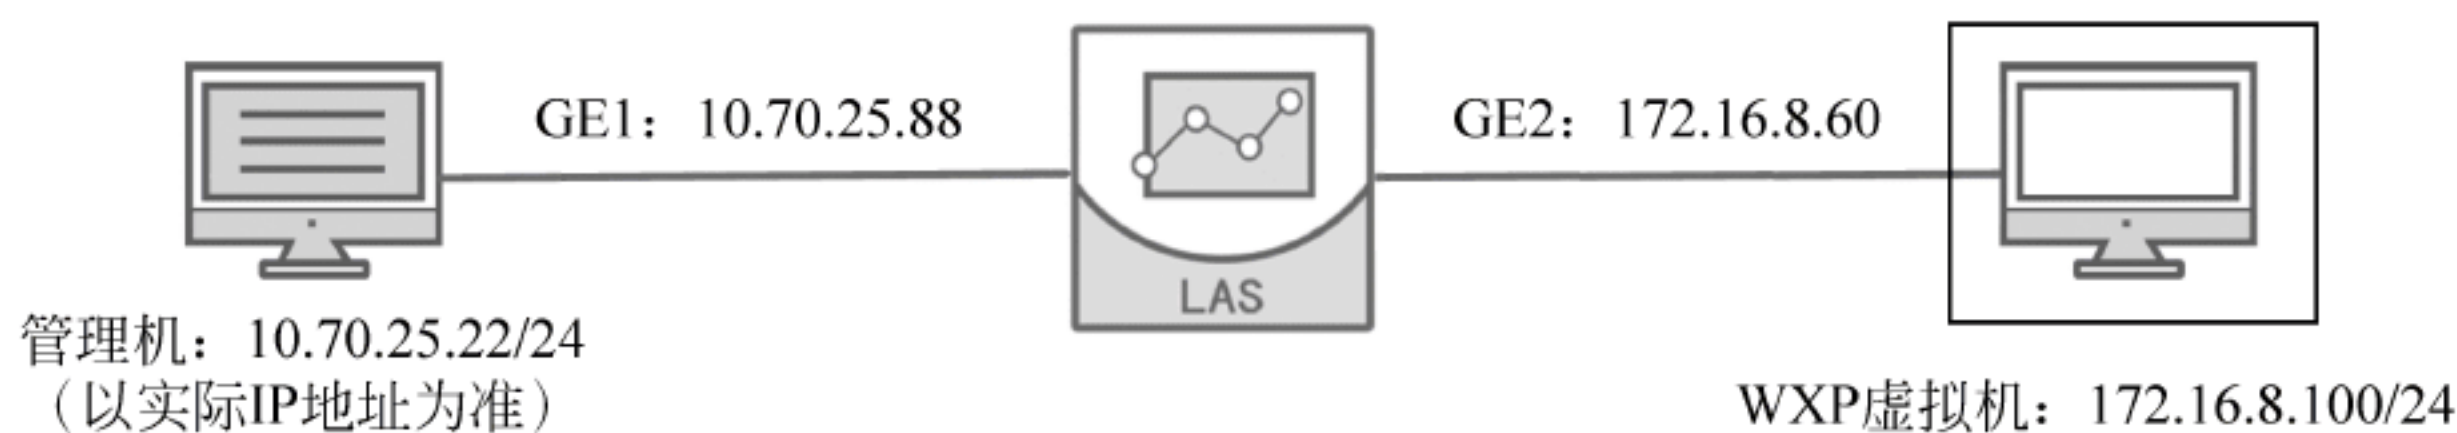 GE1：10.70.25.88
GE2：172.16.8.60
LAS
管理机：10.70.25.22/24
（以实际IP地址为准）
WXP虚拟机：172.16.8.100/24